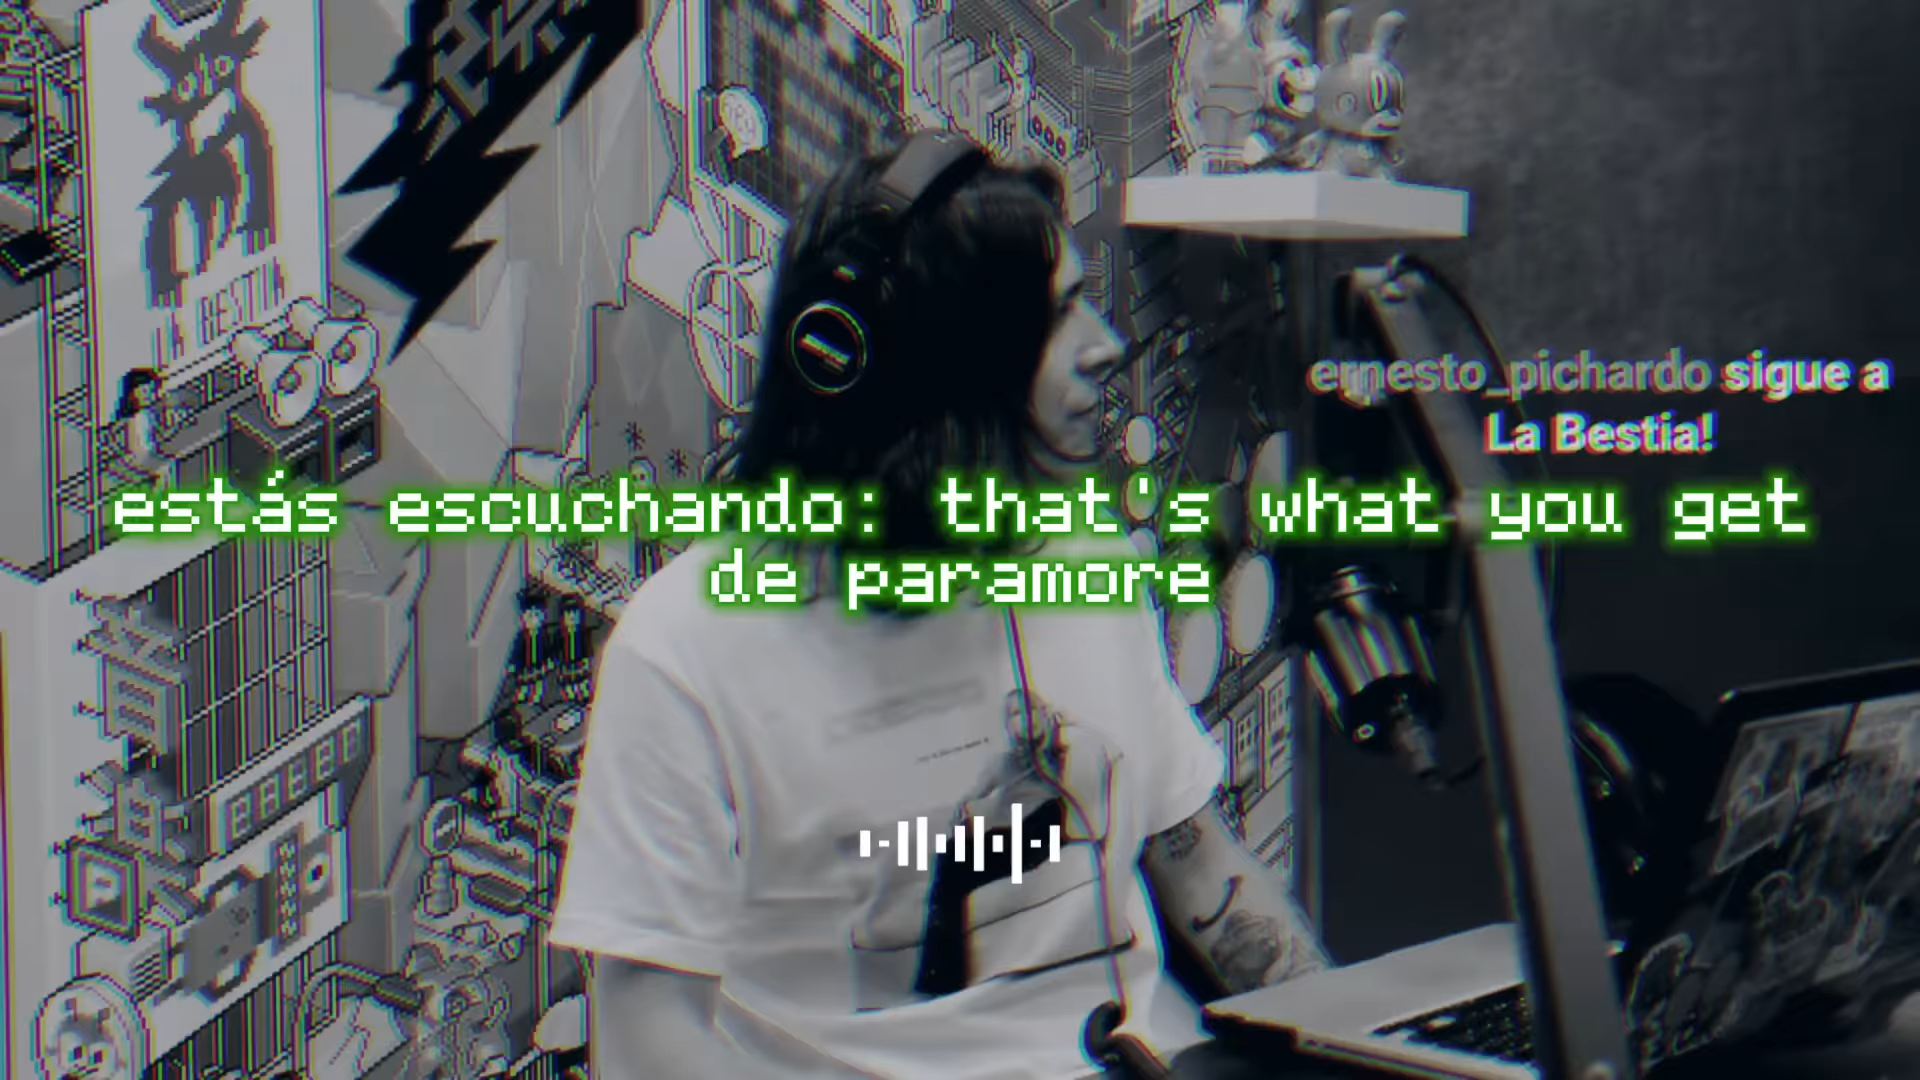 LA BESTIA
ernesto_pichardo sigue a
La Bestia!
estás escuchando: that's what you get
de paramore